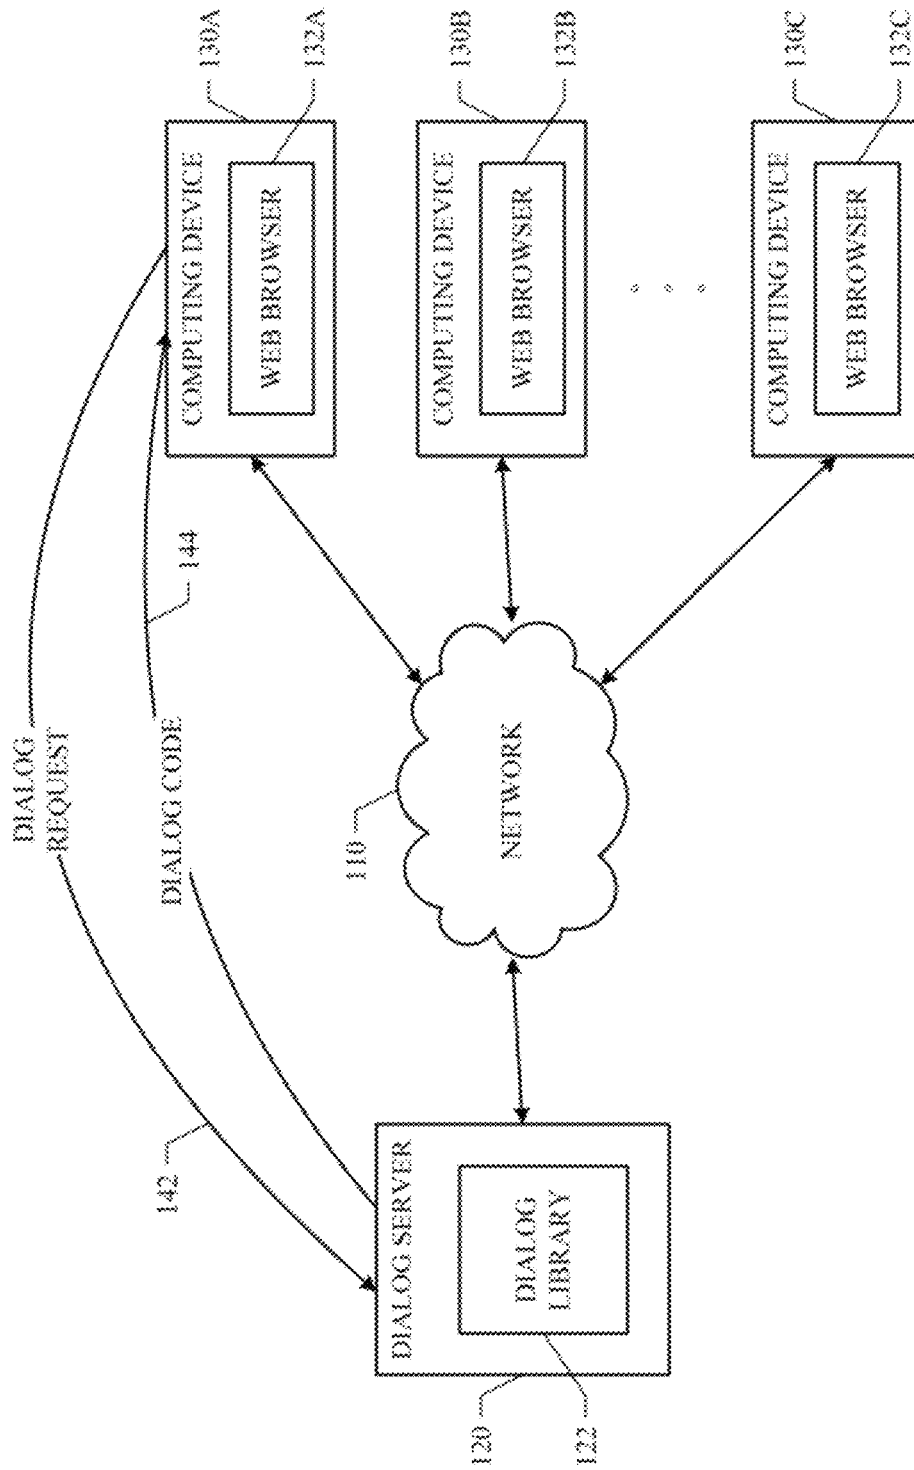 DIALOG
REQUEST
142
DIALOG CODE
144
DIALOG SERVER
DIALOG
LIBRARY
120
122
110
NETWORK
130A
132A
COMPUTING DEVICE
WEB BROWSER
130B
132B
COMPUTING DEVICE
WEB BROWSER
130C
132C
COMPUTING DEVICE
WEB BROWSER